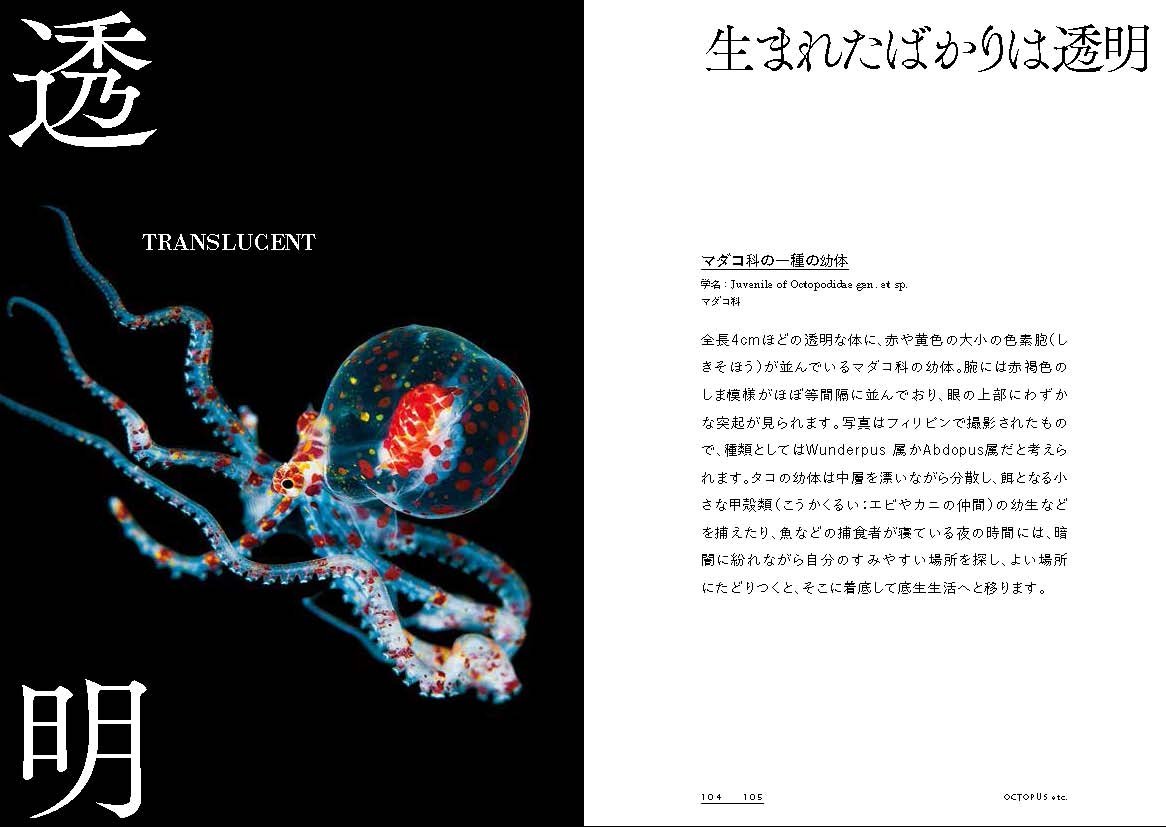 透
明
TRANSLUCENT
生まれたばかりは透明
マダコ科の一種の幼体
学名：Juvenile of Octopodidae gen. et sp.
マダコ科
全長4cmほどの透明な体に、赤や黄色の大小の色素胞（し
きそほう）が並んでいるマダコ科の幼体。腕には赤褐色の
しま模様がほぼ等間隔に並んでおり、眼の上部にわずか
な突起が見られます。写真はフィリピンで撮影されたもの
で、種類としてはWunderpus 属かAbdopus属だと考えら
れます。タコの幼体は中層を漂いながら分散し、餌となる小
さな甲殻類（こうかくるい：エビやカニの仲間）の幼生など
を捕えたり、魚などの捕食者が寝ている夜の時間には、暗
闇に紛れながら自分のすみやすい場所を探し、よい場所
にたどりつくと、そこに着底して底生生活へと移ります。
104 105
OCTOPUS etc.